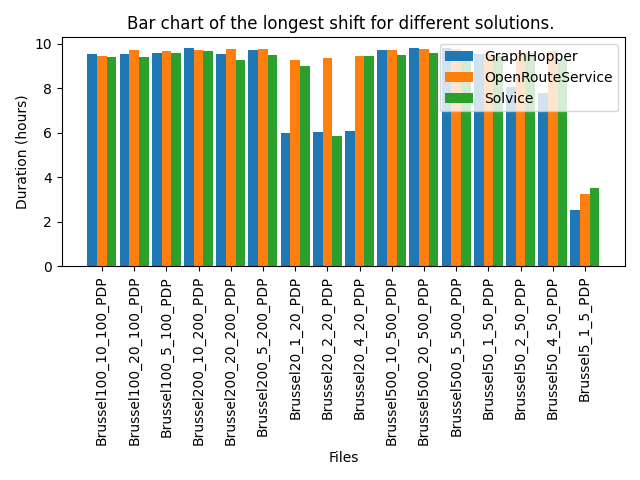 Bar chart of the longest shift for different solutions.
GraphHopper
OpenRouteService
Solvice
Duration (hours)
10
8
6
4
2
0
Brussel100_10_100_PDP
Brussel100_20_100_PDP
Brussel100_5_100_PDP
Brussel200_10_200_PDP
Brussel200_20_200_PDP
Brussel200_5_200_PDP
Brussel20_1_20_PDP
Brussel20_2_20_PDP
Brussel20_4_20_PDP
Brussel500_10_500_PDP
Brussel500_20_500_PDP
Brussel500_5_500_PDP
Brussel50_1_50_PDP
Brussel50_2_50_PDP
Brussel50_4_50_PDP
Brussel5_1_5_PDP
Files